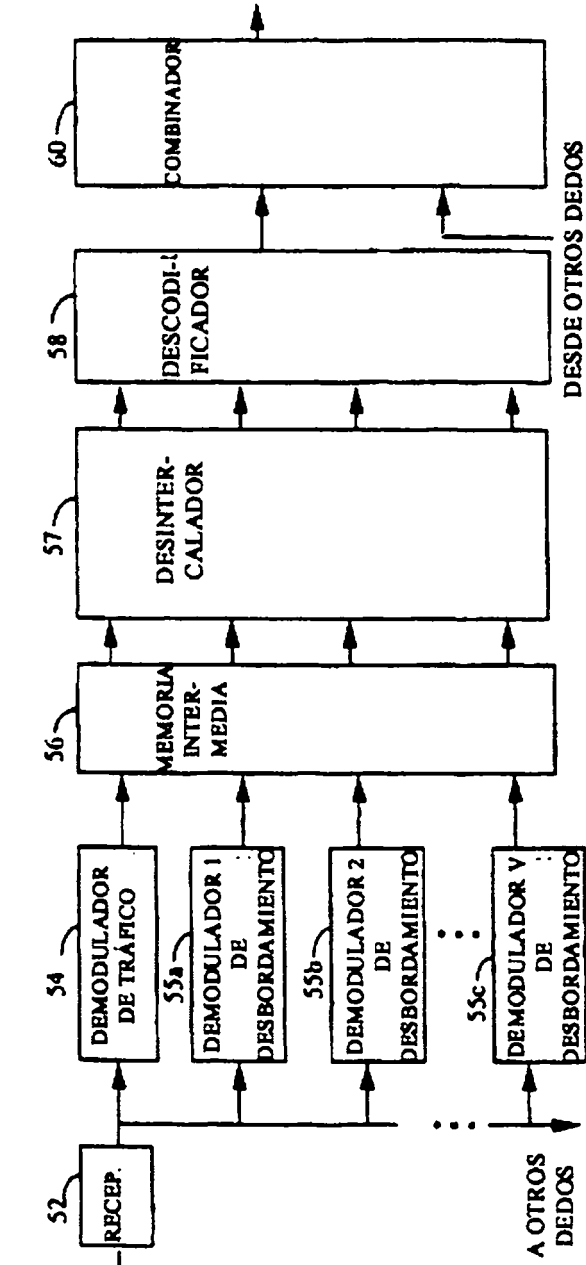 52
RECEP.
A OTROS
DEDOS
54
DEMODULADOR
DE TRÁFICO
55a
DEMODULADOR 1
DE
DESBORDAMIENTO
55b
DEMODULADOR 2
DE
DESBORDAMIENTO
55c
DEMODULADOR V
DE
DESBORDAMIENTO
56
MEMORIA
INTER-
MEDIA
57
DESINTER-
CALADOR
58
DESCODI-
FICADOR
60
COMBINADOR
DESDE OTROS DEDOS